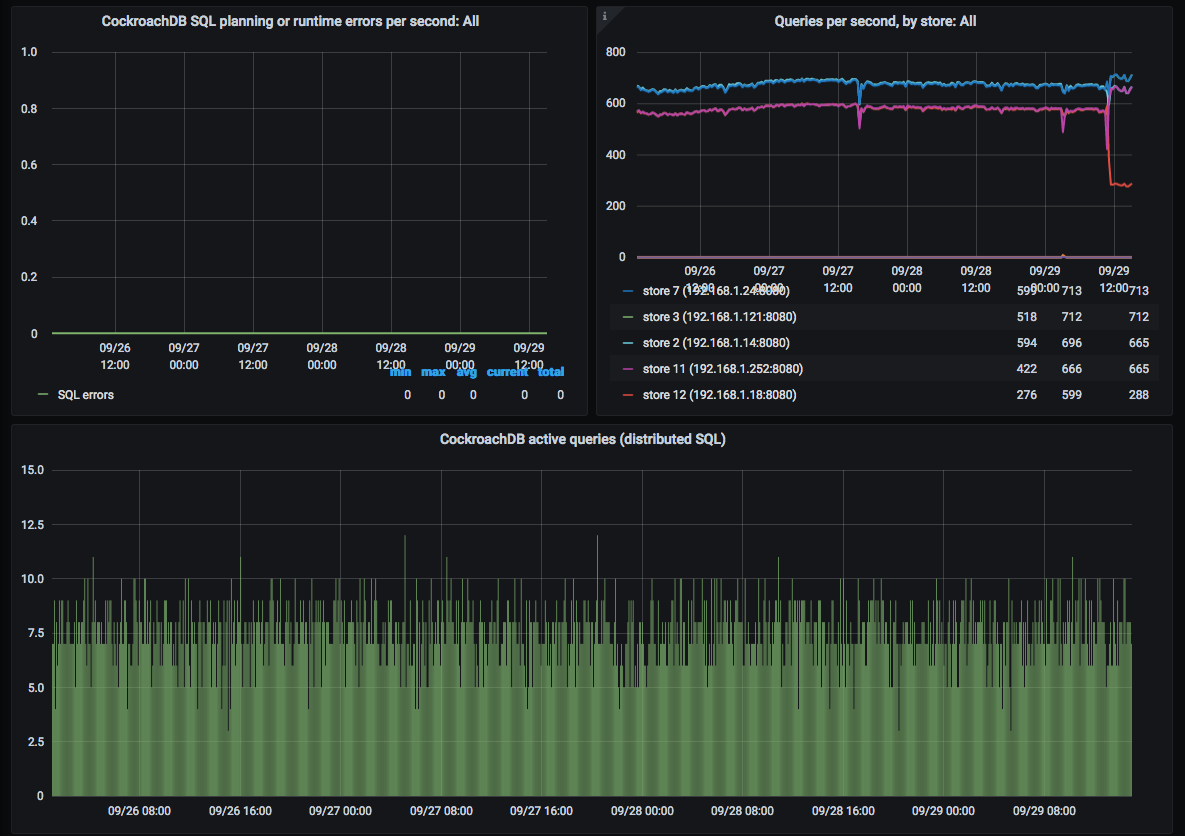 CockroachDB SQL planning or runtime errors per second: All
1.0
0.8
0.6
0.4
0.2
0
09/26 09/27 09/27 09/28 09/28 09/29 09/29
12:00 00:00 12:00 00:00 12:00 00:00 12:00
min max avg current total
SQL errors 0 0 0 0 0
i
Queries per second, by store: All
800
600
400
200
0
09/26 09/27 09/27 09/28 09/28 09/29 09/29
12:00 00:00 12:00 00:00 12:00 00:00 12:00
store 7 (192.168.1.24:8080) 599 713 713
store 3 (192.168.1.121:8080) 518 712 712
store 2 (192.168.1.14:8080) 594 696 665
store 11 (192.168.1.252:8080) 422 666 665
store 12 (192.168.1.18:8080) 276 599 288
CockroachDB active queries (distributed SQL)
15.0
12.5
10.0
7.5
5.0
2.5
0
09/26 08:00 09/26 16:00 09/27 00:00 09/27 08:00 09/27 16:00 09/28 00:00 09/28 08:00 09/28 16:00 09/29 00:00 09/29 08:00